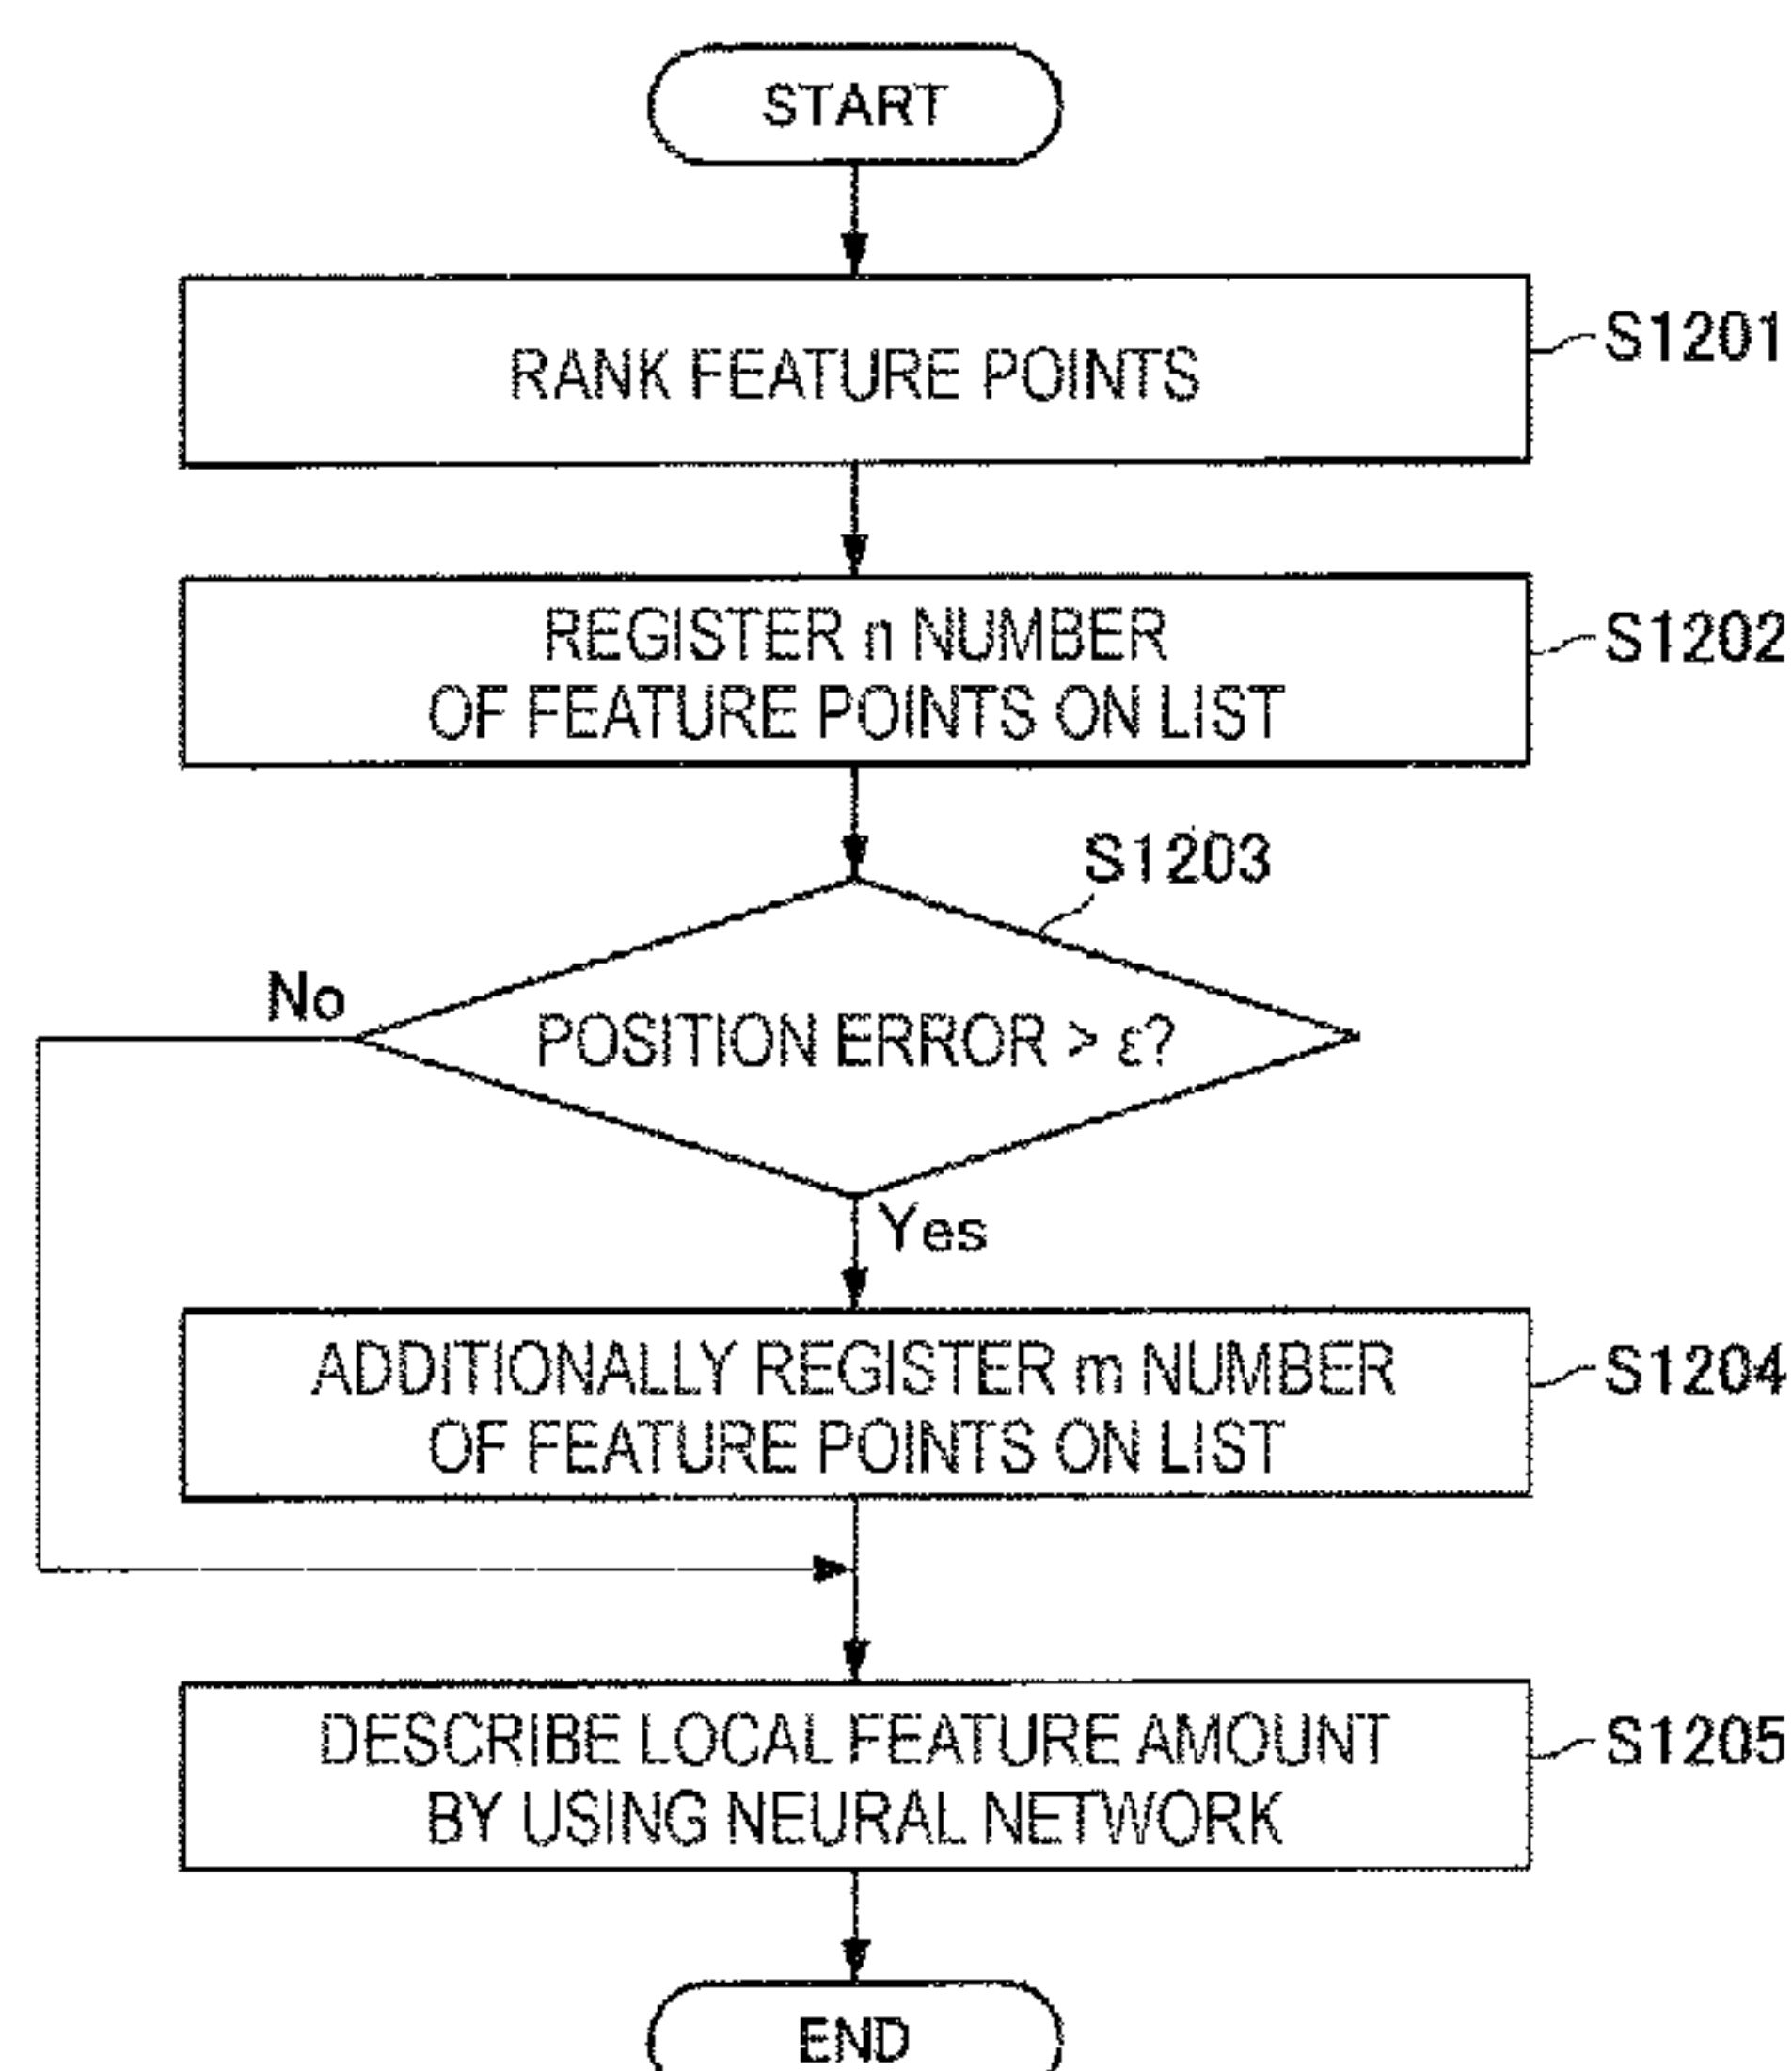 START
RANK FEATURE POINTS
S1201
REGISTER n NUMBER
OF FEATURE POINTS ON LIST
S1202
S1203
No
POSITION ERROR > ε?
Yes
ADDITIONALLY REGISTER m NUMBER
OF FEATURE POINTS ON LIST
S1204
DESCRIBE LOCAL FEATURE AMOUNT
BY USING NEURAL NETWORK
S1205
END